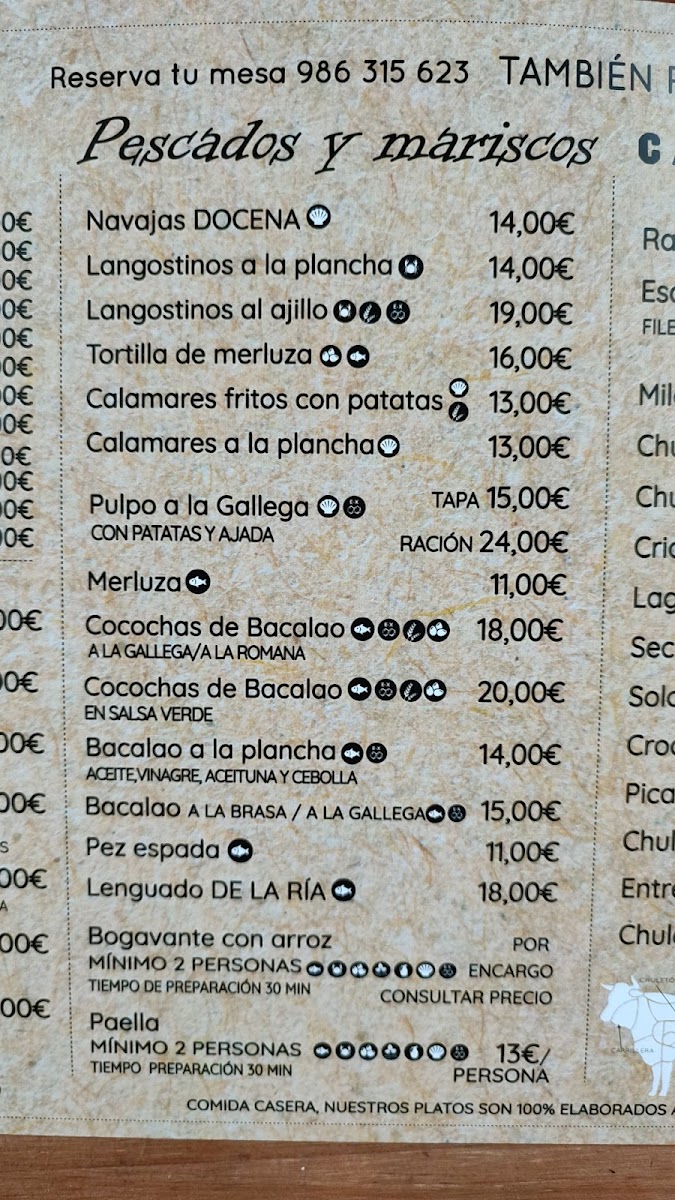 Reserva tu mesa 986 315 623 TAMBIÉN
Pescados y mariscos
Navajas DOCENA 14,00€
Langostinos a la plancha 14,00€
Langostinos al ajillo 19,00€
Tortilla de merluza 16,00€
Calamares fritos con patatas 13,00€
Calamares a la plancha 13,00€
Pulpo a la Gallega TAPA 15,00€
CON PATATAS Y AJADA
RACIÓN 24,00€
Merluza 11,00€
Cocochas de Bacalao 18,00€
A LA GALLEGA/A LA ROMANA
Cocochas de Bacalao 20,00€
EN SALSA VERDE
Bacalao a la plancha 14,00€
ACEITE,VINAGRE, ACEITUNA Y CEBOLLA
Bacalao A LA BRASA / A LA GALLEGA 15,00€
Pez espada 11,00€
Lenguado DE LA RÍA 18,00€
Bogavante con arroz POR
MÍNIMO 2 PERSONAS ENCARGO
TIEMPO DE PREPARACIÓN 30 MIN CONSULTAR PRECIO
Paella
MÍNIMO 2 PERSONAS 13€/
TIEMPO PREPARACIÓN 30 MIN PERSONA
COMIDA CASERA, NUESTROS PLATOS SON 100% ELABORADOS